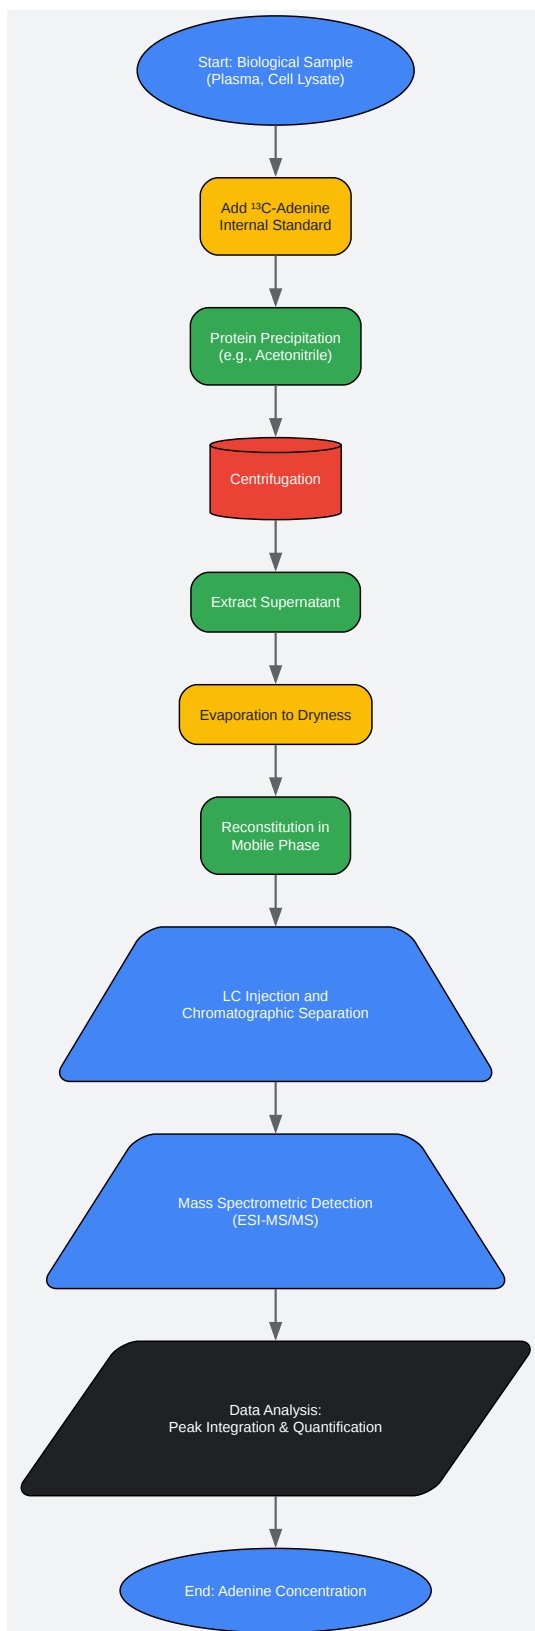 Start: Biological Sample
(Plasma, Cell Lysate)
Add ¹³C-Adenine
Internal Standard
Protein Precipitation
(e.g., Acetonitrile)
Centrifugation
Extract Supernatant
Evaporation to Dryness
Reconstitution in
Mobile Phase
LC Injection and
Chromatographic Separation
Mass Spectrometric Detection
(ESI-MS/MS)
Data Analysis:
Peak Integration & Quantification
End: Adenine Concentration